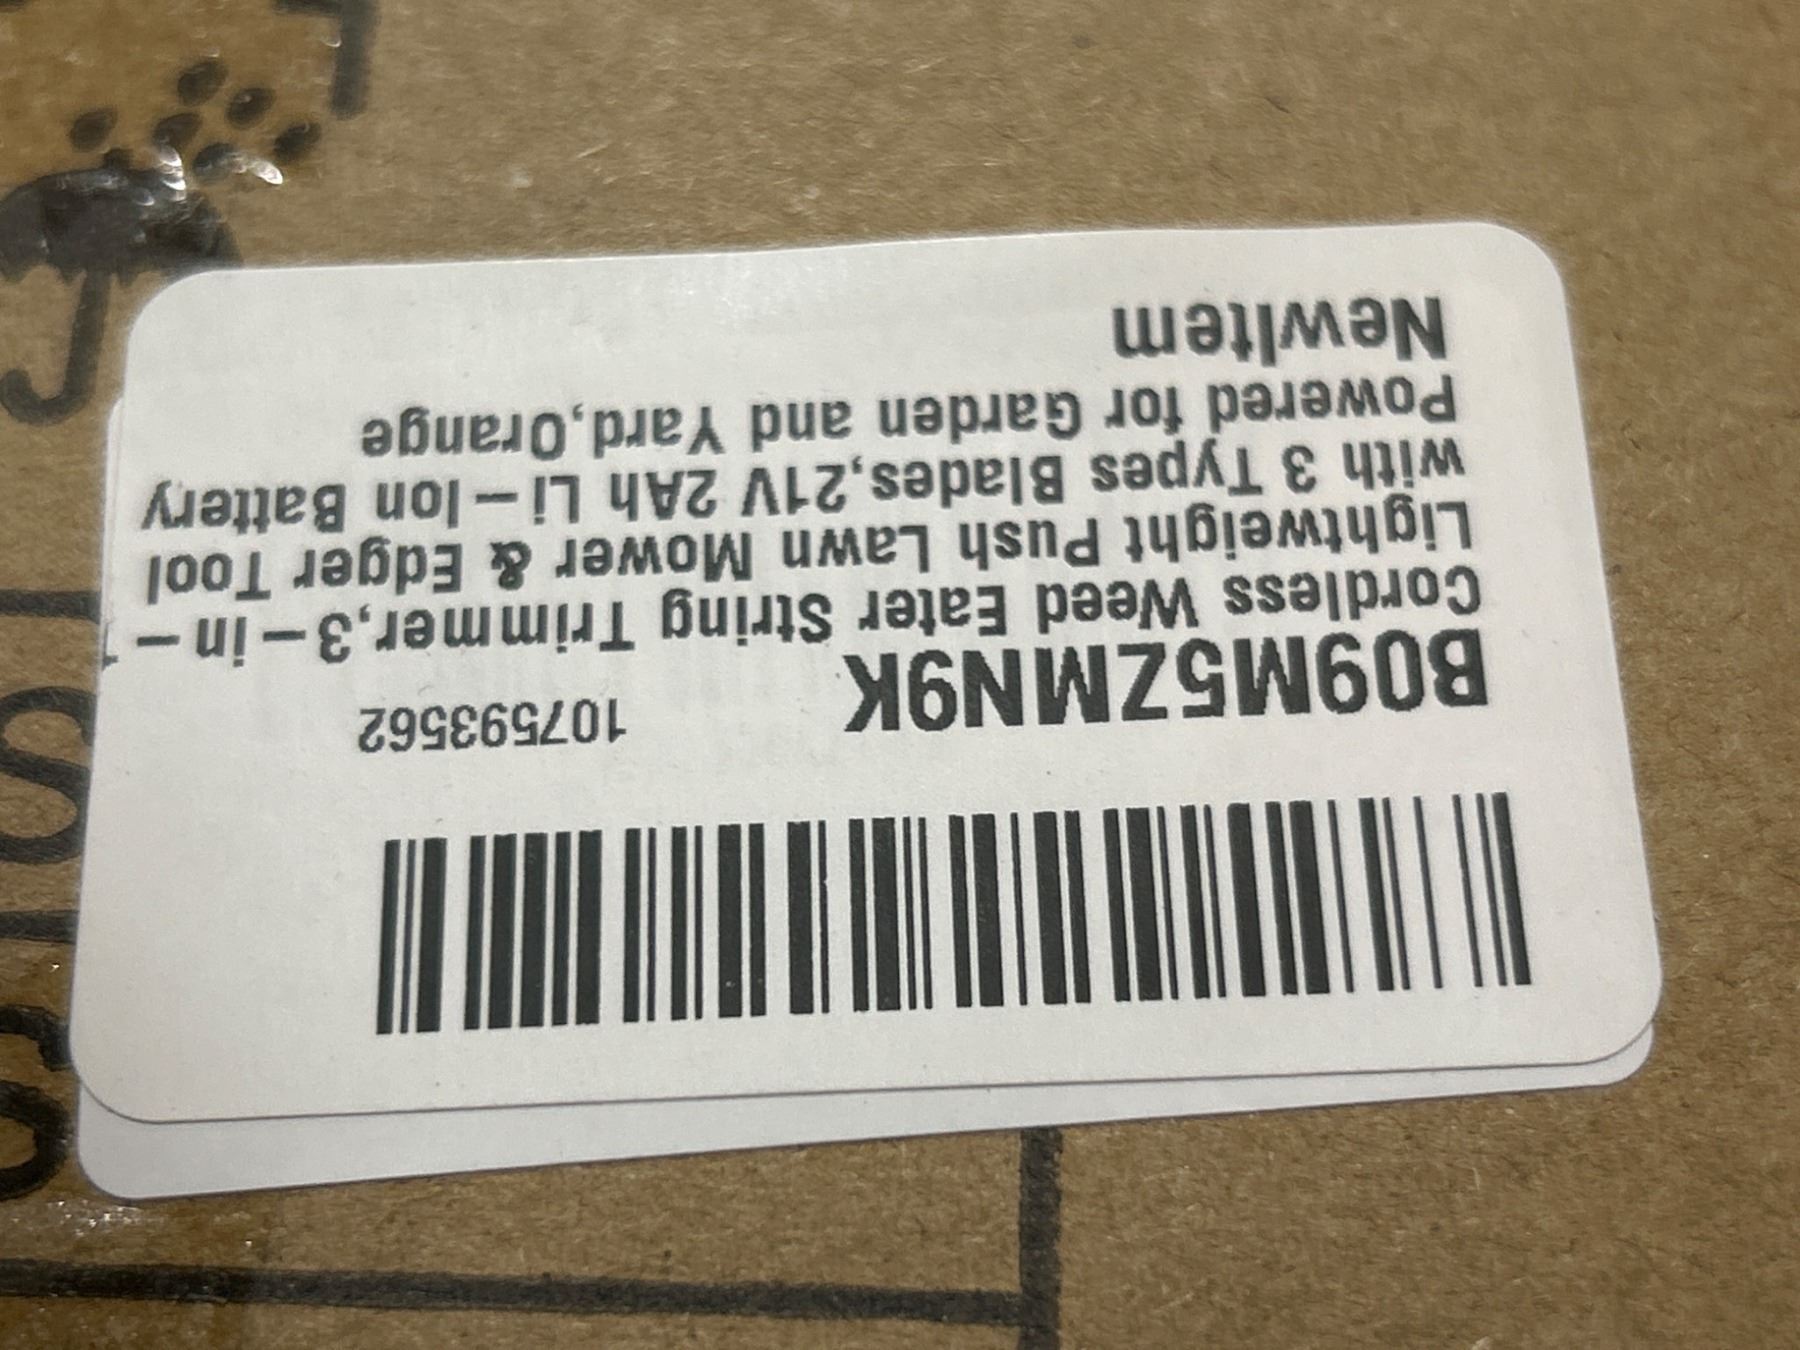 B09M5ZMN9K 107593562
Cordless Weed Eater String Trimmer,3-in-
Lightweight Push Lawn Mower & Edger Tool
with 3 Types Blades,21V 2Ah Li-Ion Battery
Powered for Garden and Yard,Orange
NewItem